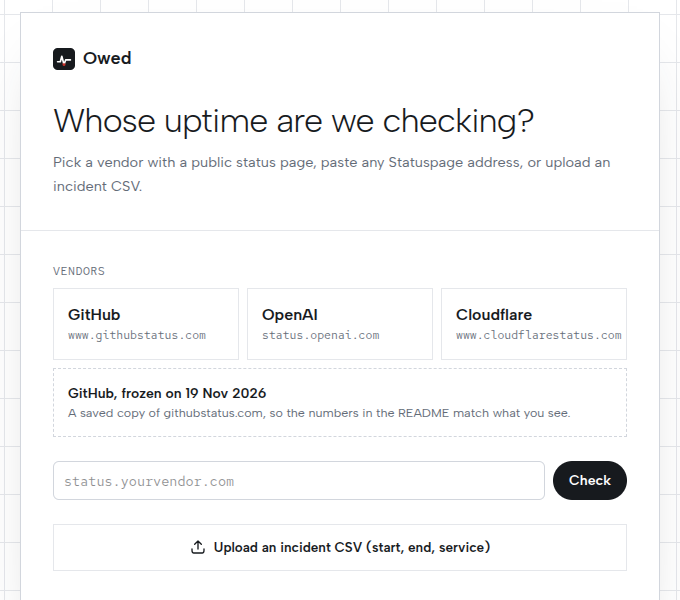 Owed
Whose uptime are we checking?
Pick a vendor with a public status page, paste any Statuspage address, or upload an
incident CSV.
VENDORS
GitHub
www.githubstatus.com
OpenAI
status.openai.com
Cloudflare
www.cloudflarestatus.com
GitHub, frozen on 19 Nov 2026
A saved copy of githubstatus.com, so the numbers in the README match what you see.
status.yourvendor.com
Check
Upload an incident CSV (start, end, service)